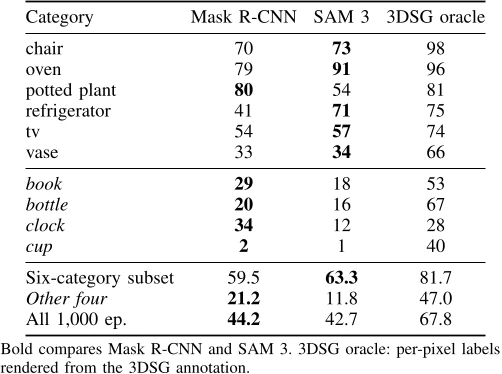 Category Mask R-CNN SAM 3 3DSG oracle
chair 70 73 98
oven 79 91 96
potted plant 80 54 81
refrigerator 41 71 75
tv 54 57 74
vase 33 34 66
book 29 18 53
bottle 20 16 67
clock 34 12 28
cup 2 1 40
Six-category subset 59.5 63.3 81.7
Other four 21.2 11.8 47.0
All 1,000 ep. 44.2 42.7 67.8
Bold compares Mask R-CNN and SAM 3. 3DSG oracle: per-pixel labels
rendered from the 3DSG annotation.